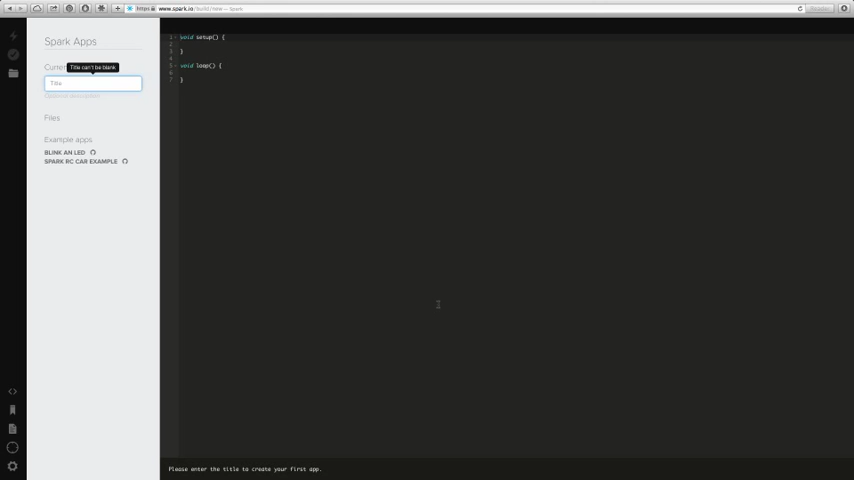 https www.spark.io/build/new — Spark
Reader
Spark Apps
Title can't be blank
Title
Files
Example apps
BLINK AN LED
SPARK RC CAR EXAMPLE
1 void setup() {
2
3 }
4
5 void loop() {
6
7 }
Please enter the title to create your first app.